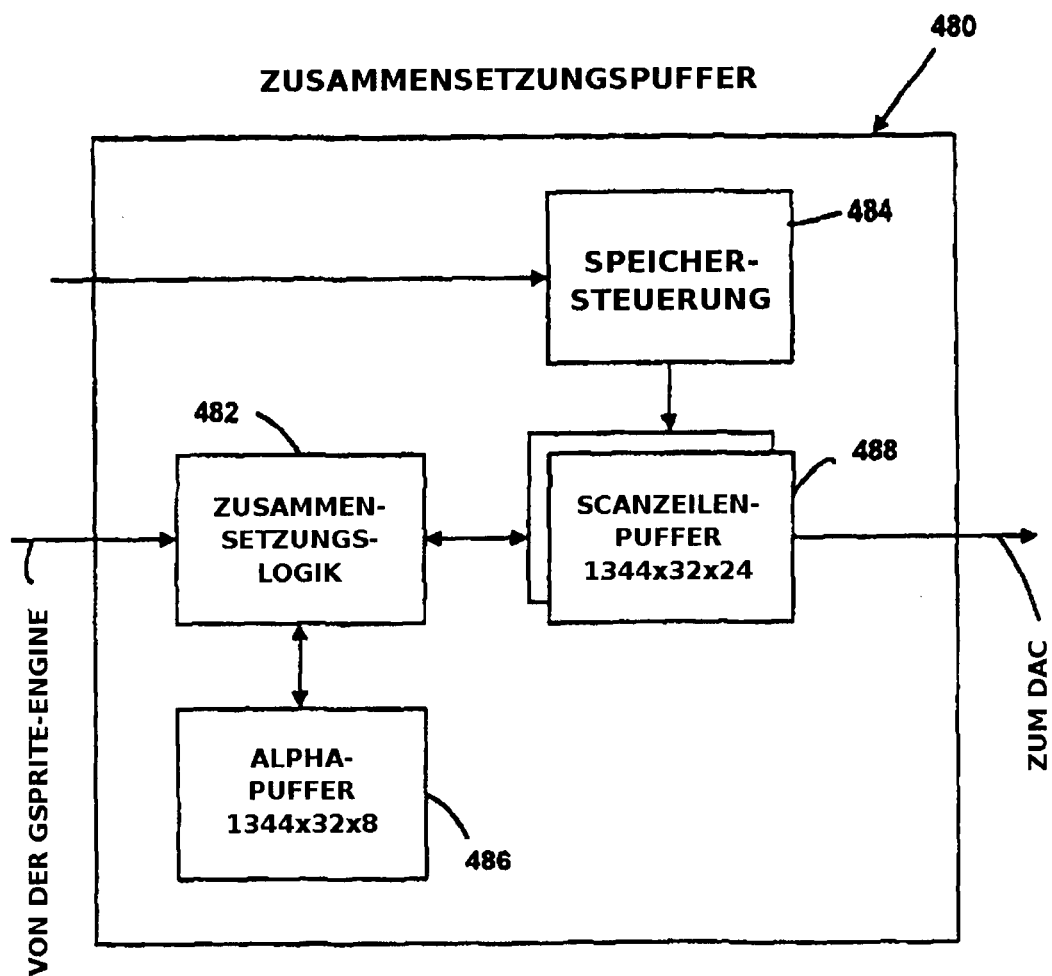 480
ZUSAMMENSETZUNGSPUFFER
484
SPEICHER-
STEUERUNG
482
488
ZUSAMMEN-
SETZUNGS-
LOGIK
SCANZEILEN-
PUFFER
1344x32x24
VON DER GSPRITE-ENGINE
ZUM DAC
ALPHA-
PUFFER
1344x32x8
486